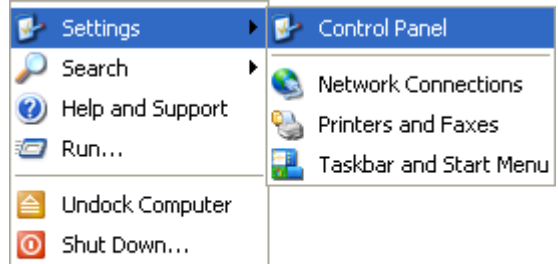 Settings
Search
Help and Support
Run...
Undock Computer
Shut Down...
Control Panel
Network Connections
Printers and Faxes
Taskbar and Start Menu